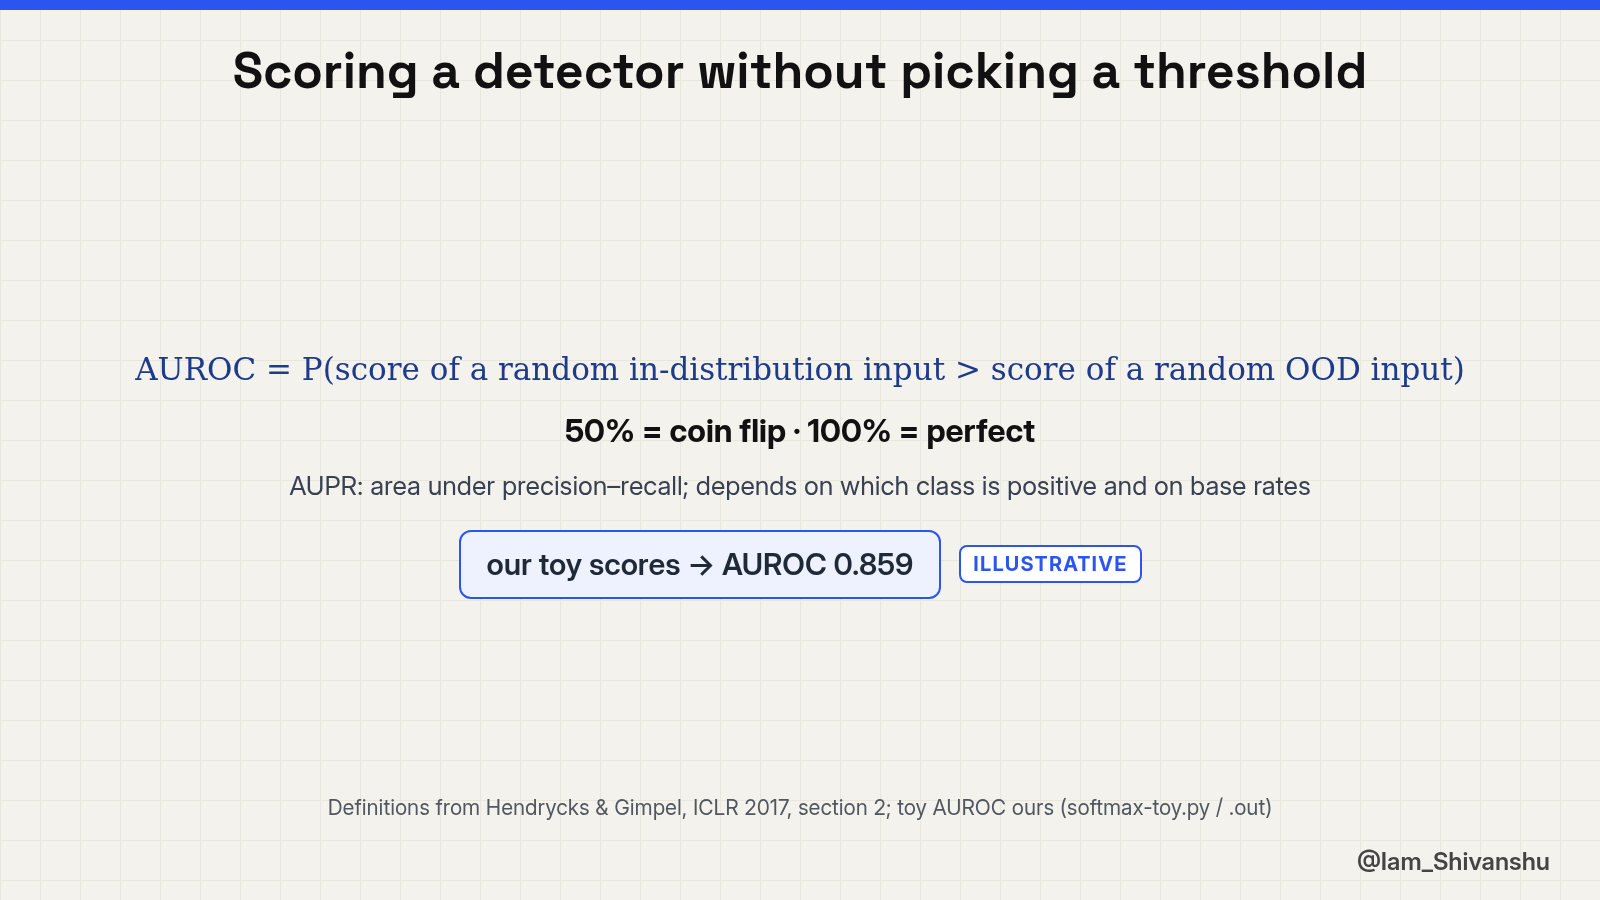 Scoring a detector without picking a threshold
AUROC = P(score of a random in-distribution input > score of a random OOD input)
50% = coin flip · 100% = perfect
AUPR: area under precision–recall; depends on which class is positive and on base rates
our toy scores → AUROC 0.859 ILLUSTRATIVE
Definitions from Hendrycks & Gimpel, ICLR 2017, section 2; toy AUROC ours (softmax-toy.py / .out)
@Iam_Shivanshu